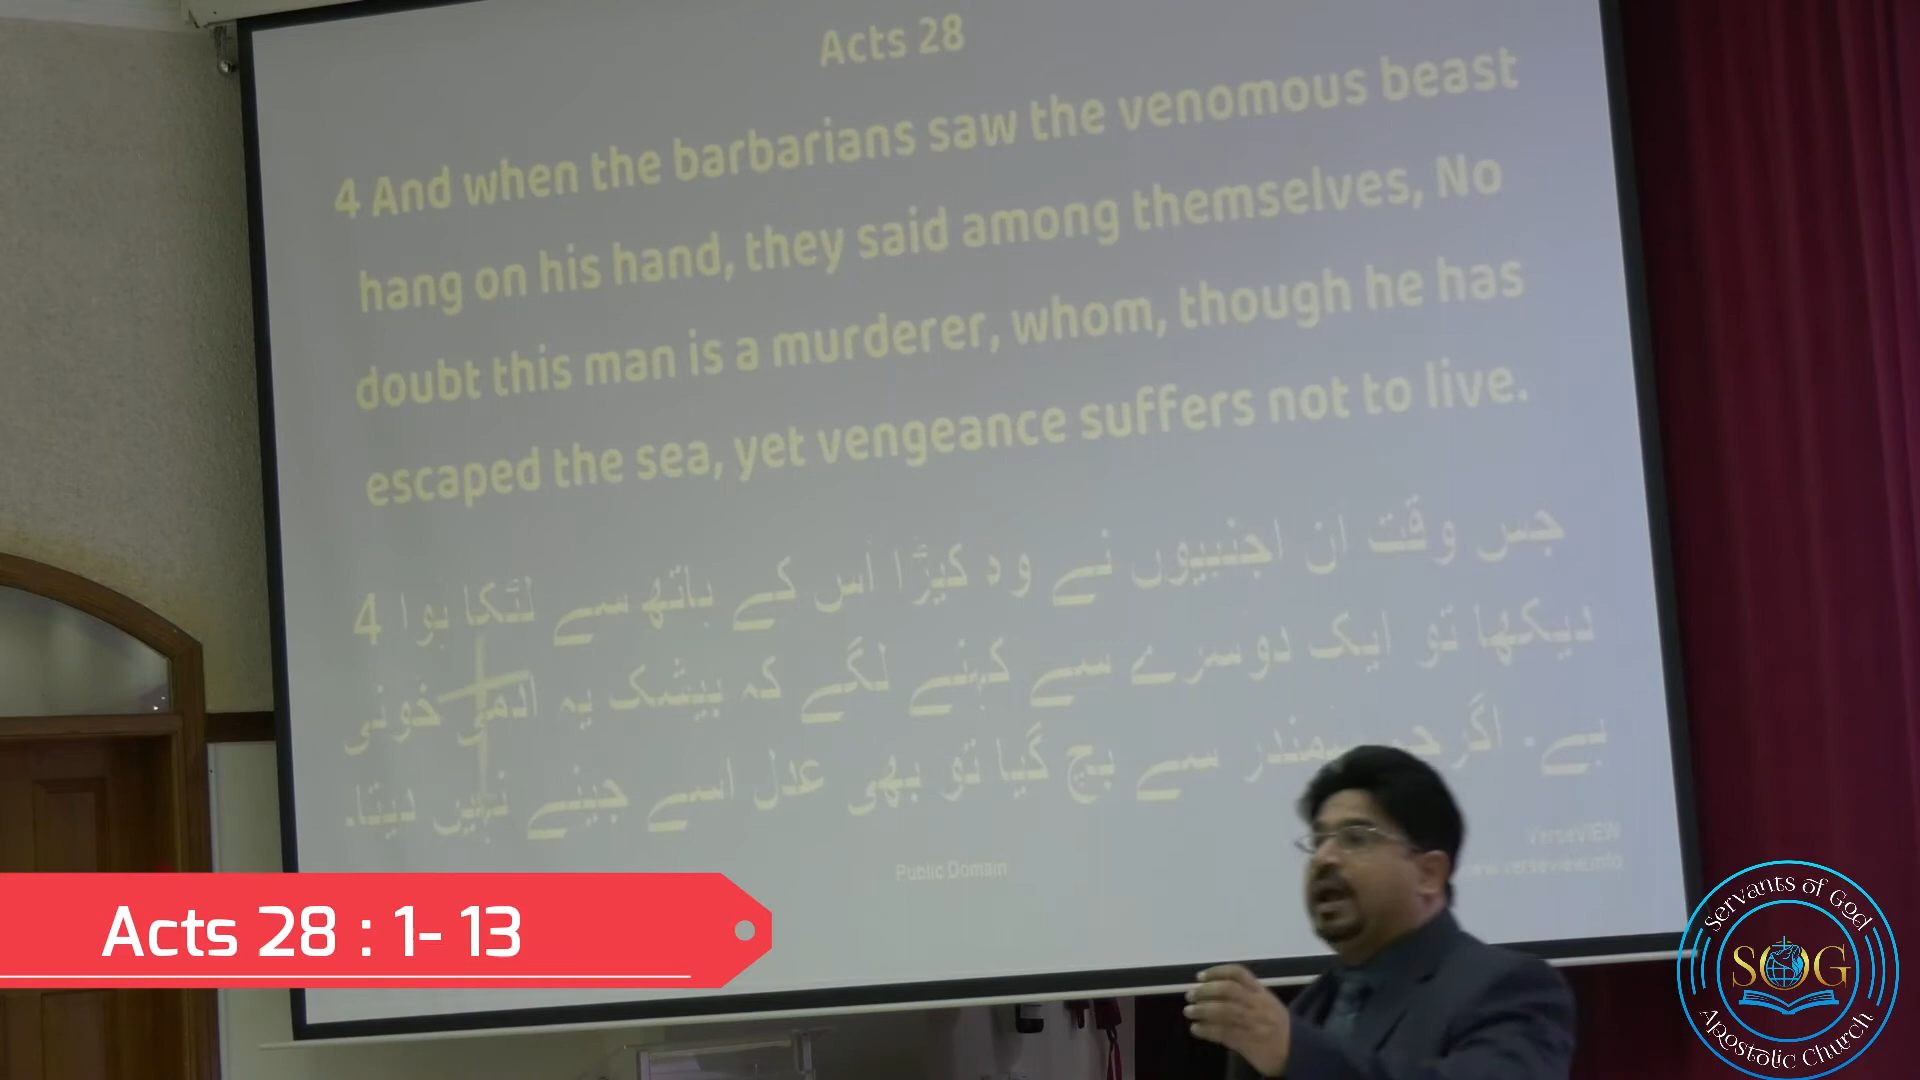 Acts 28
4 And when the barbarians saw the venomous beast
hang on his hand, they said among themselves, No
doubt this man is a murderer, whom, though he has
escaped the sea, yet vengeance suffers not to live.
جس وقت ان اجنبیوں نے وہ کیڑا اُس کے ہاتھ سے لٹکا ہوا 4
دیکھا تو ایک دوسرے سے کہنے لگے کہ بیشک یہ آدمی خونی
ہے۔ اگرچہ سمندر سے بچ گیا تو بھی عدل اسے جینے نہیں دیتا۔
Public Domain
VerseVIEW
www.verseview.info
Acts 28 : 1- 13
Servants of God
SOG
Apostolic Church